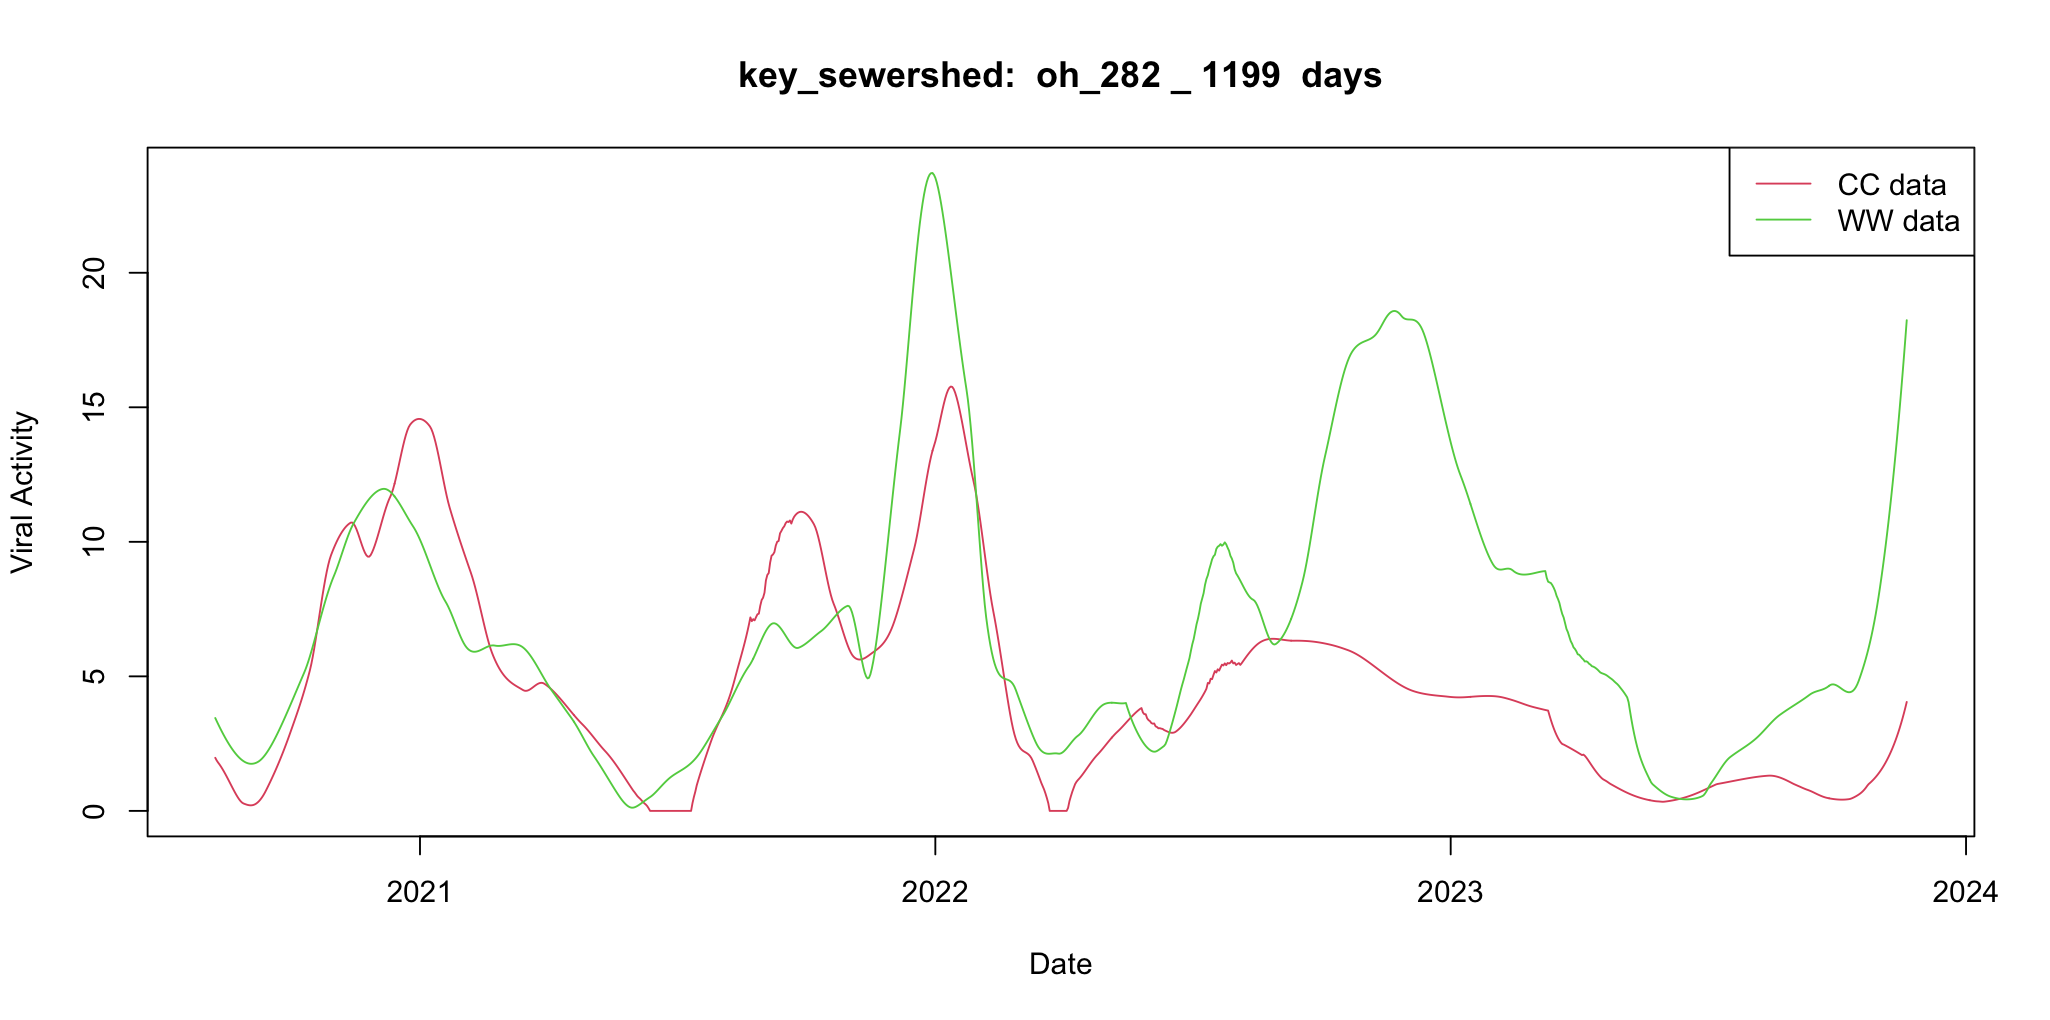 key_sewershed:  oh_282 _ 1199  days
CC data
WW data
Viral Activity
20
15
10
5
0
2021
2022
2023
2024
Date